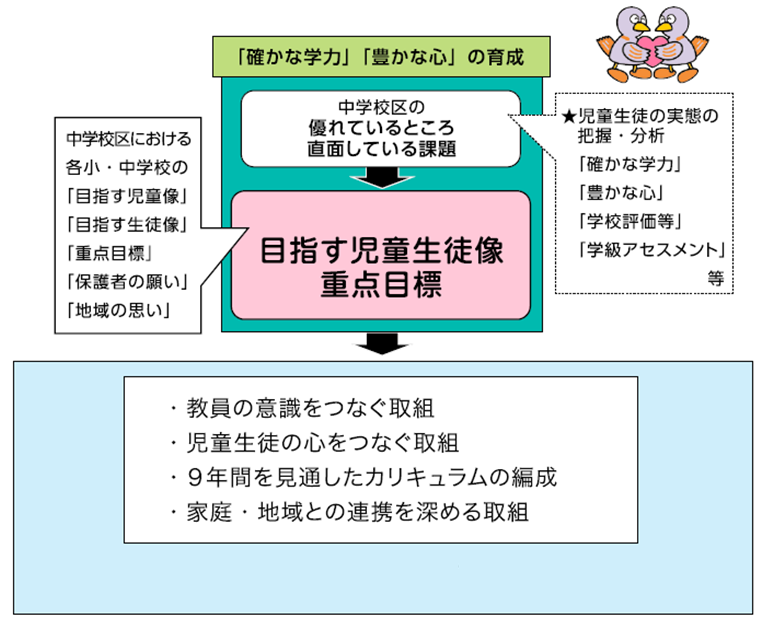 「確かな学力」「豊かな心」の育成
中学校区の
優れているところ
直面している課題
★児童生徒の実態の
把握・分析
「確かな学力」
「豊かな心」
「学校評価等」
「学級アセスメント」
等
中学校区における
各小・中学校の
「目指す児童像」
「目指す生徒像」
「重点目標」
「保護者の願い」
「地域の思い」
目指す児童生徒像
重点目標
・教員の意識をつなぐ取組
・児童生徒の心をつなぐ取組
・９年間を見通したカリキュラムの編成
・家庭・地域との連携を深める取組